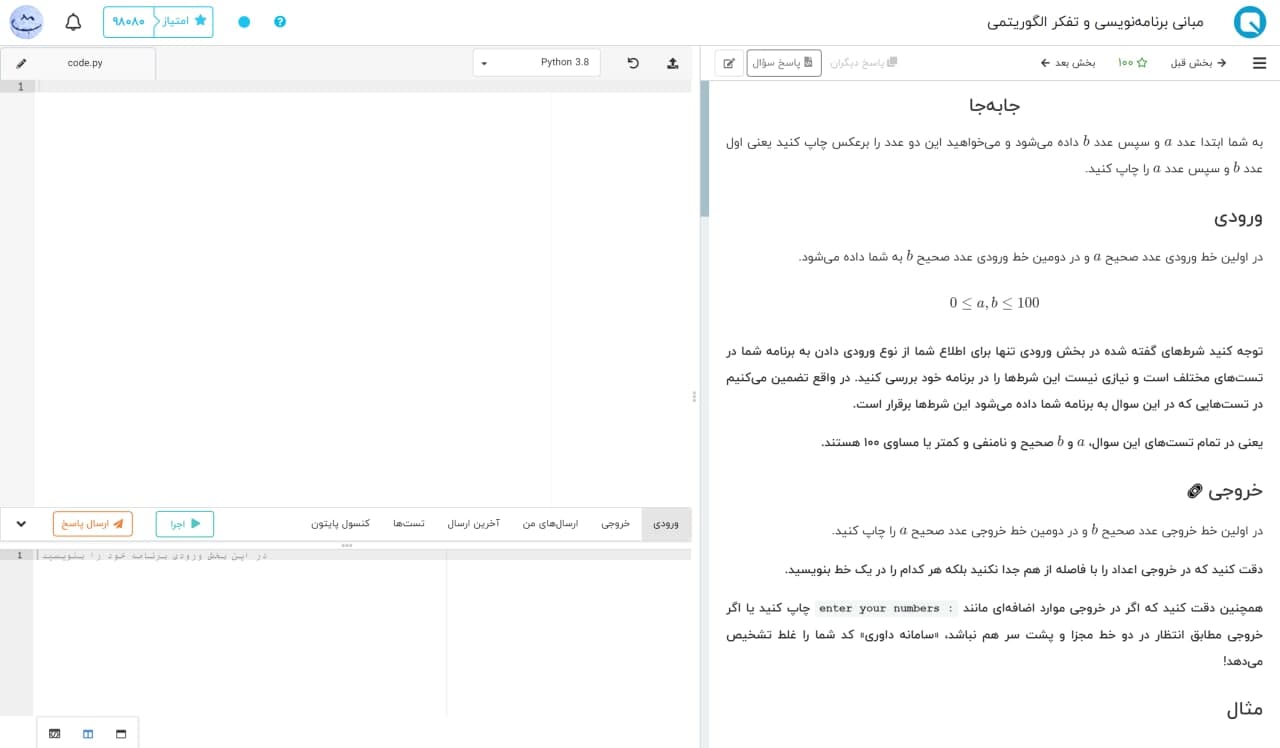 مبانی برنامه‌نویسی و تفکر الگوریتمی
امتیاز ۹۸۰۸۰
بخش قبل
۱۰۰
بخش بعد
پاسخ دیگران
پاسخ سؤال
جابه‌جا
به شما ابتدا عدد a و سپس عدد b داده می‌شود و می‌خواهید این دو عدد را برعکس چاپ کنید یعنی اول
عدد b و سپس عدد a را چاپ کنید.
ورودی
در اولین خط ورودی عدد صحیح a و در دومین خط ورودی عدد صحیح b به شما داده می‌شود.
0 ≤ a, b ≤ 100
توجه کنید شرط‌های گفته شده در بخش ورودی تنها برای اطلاع شما از نوع ورودی دادن به برنامه شما در
تست‌های مختلف است و نیازی نیست این شرط‌ها را در برنامه خود بررسی کنید. در واقع تضمین می‌کنیم
در تست‌هایی که در این سوال به برنامه شما داده می‌شود این شرط‌ها برقرار است.
یعنی در تمام تست‌های این سوال، a و b صحیح و نامنفی و کمتر یا مساوی ۱۰۰ هستند.
خروجی
در اولین خط خروجی عدد صحیح b و در دومین خط خروجی عدد صحیح a را چاپ کنید.
دقت کنید که در خروجی اعداد را با فاصله از هم جدا نکنید بلکه هر کدام را در یک خط بنویسید.
همچنین دقت کنید که اگر در خروجی موارد اضافه‌ای مانند enter your numbers : چاپ کنید یا اگر
خروجی مطابق انتظار در دو خط مجزا و پشت سر هم نباشد، «سامانه داوری» کد شما را غلط تشخیص
می‌دهد!
مثال
Python 3.8
code.py
1
ورودی
خروجی
ارسال‌های من
آخرین ارسال
تست‌ها
کنسول پایتون
اجرا
ارسال پاسخ
1
در این بخش ورودی برنامه خود را بنویسید